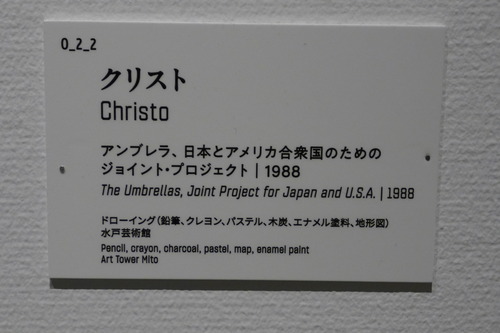 0_2_2
クリスト
Christo
アンブレラ、日本とアメリカ合衆国のための
ジョイント・プロジェクト | 1988
The Umbrellas, Joint Project for Japan and U.S.A. | 1988
ドローイング(鉛筆、クレヨン、パステル、木炭、エナメル塗料、地形図)
水戸芸術館
Pencil, crayon, charcoal, pastel, map, enamel paint
Art Tower Mito